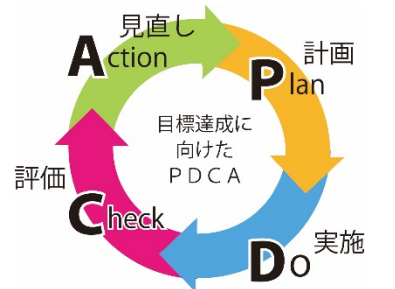 見直し
Action
計画
Plan
目標達成に
向けた
ＰＤＣＡ
評価
Check
実施
Do